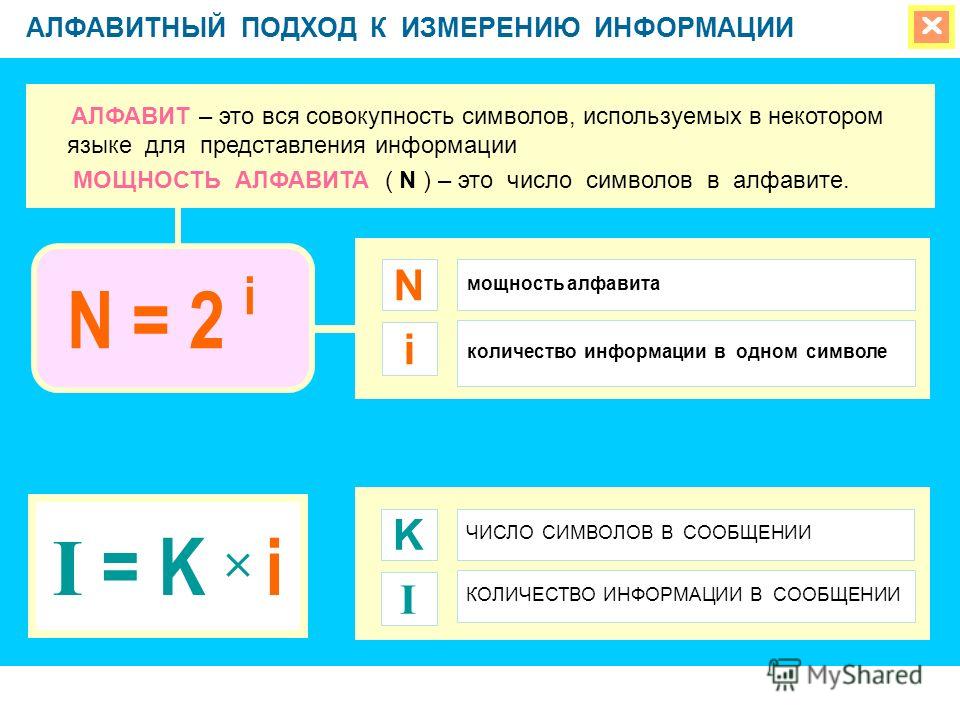 АЛФАВИТНЫЙ ПОДХОД К ИЗМЕРЕНИЮ ИНФОРМАЦИИ
×
АЛФАВИТ – это вся совокупность символов, используемых в некотором
языке для представления информации
МОЩНОСТЬ АЛФАВИТА ( N ) – это число символов в алфавите.
N = 2 i
N
мощность алфавита
i
количество информации в одном символе
I = K × i
K
ЧИСЛО СИМВОЛОВ В СООБЩЕНИИ
I
КОЛИЧЕСТВО ИНФОРМАЦИИ В СООБЩЕНИИ
MyShared